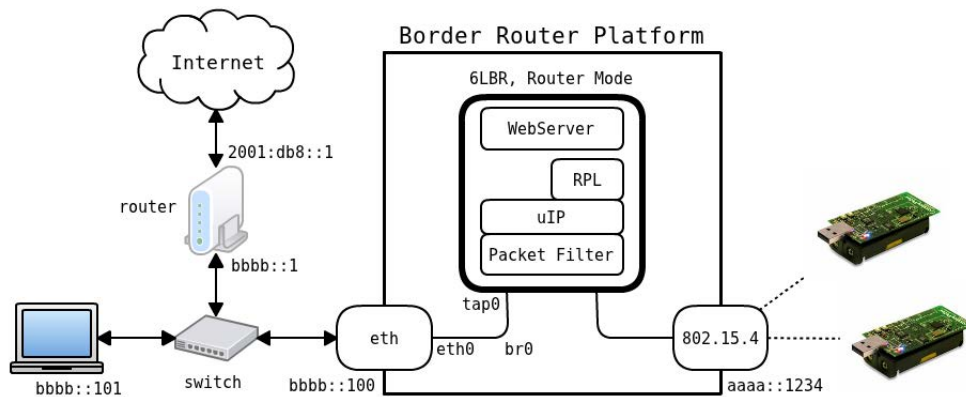 Border Router Platform
Internet
6LBR, Router Mode
WebServer
2001:db8::1
RPL
router
uIP
Packet Filter
bbbb::1
tap0
eth
802.15.4
eth0
br0
switch
bbbb::101
bbbb::100
aaaa::1234